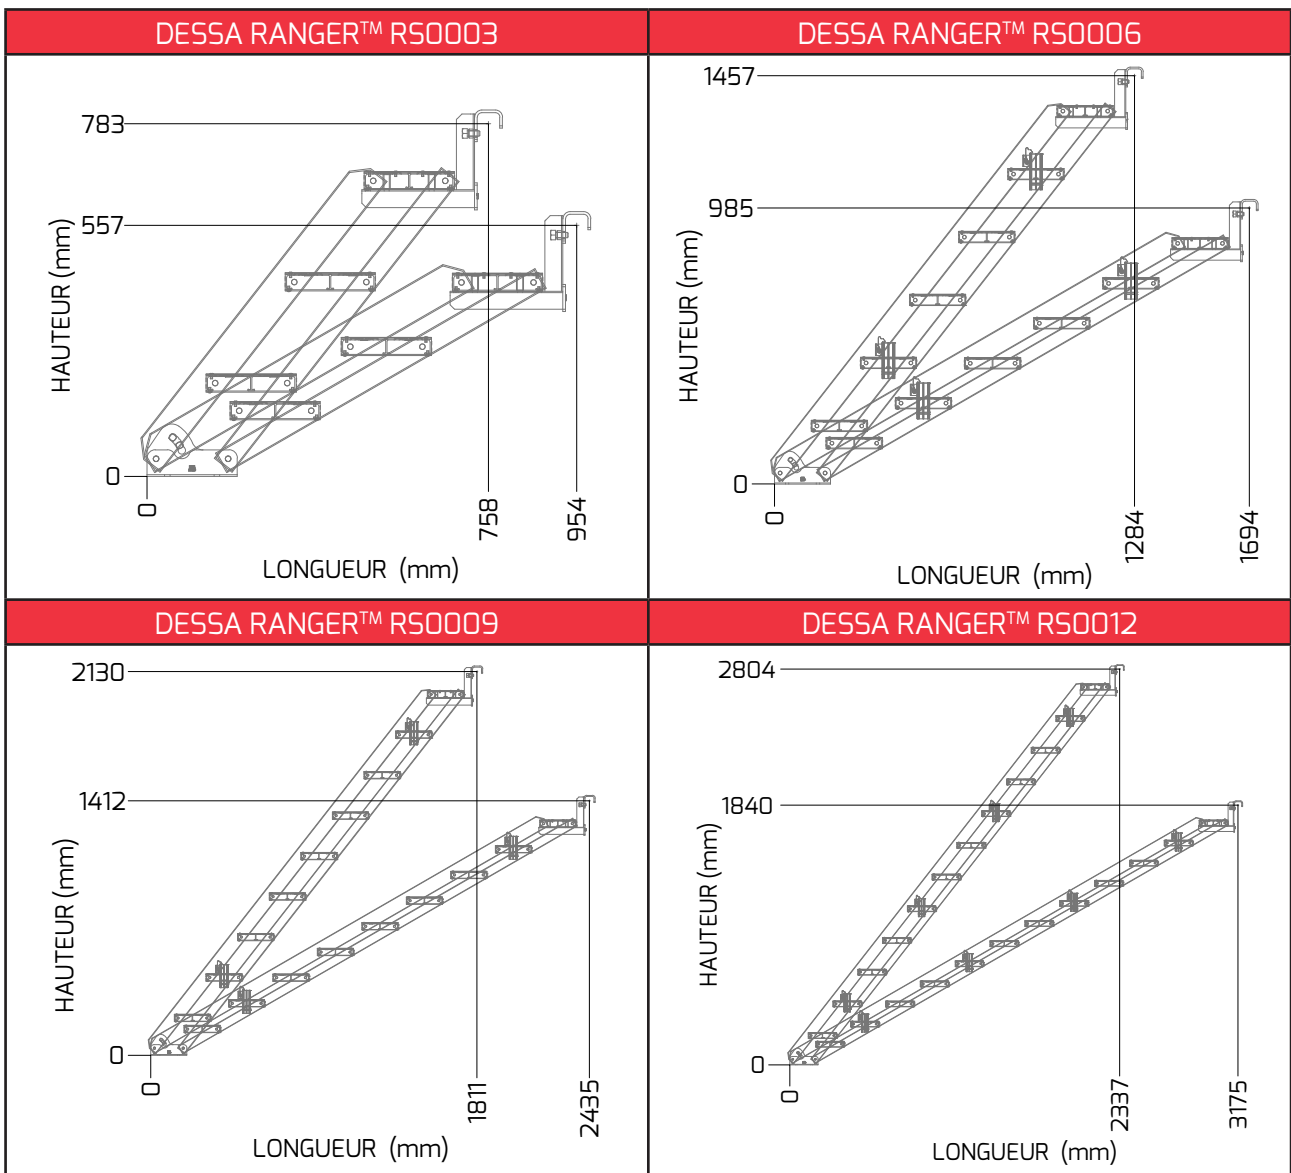 DESSA RANGER™ RS0003
783
557
HAUTEUR (mm)
0
0
758
954
LONGUEUR (mm)
DESSA RANGER™ RS0006
1457
985
HAUTEUR (mm)
0
0
1284
1694
LONGUEUR (mm)
DESSA RANGER™ RS0009
2130
1412
HAUTEUR (mm)
0
0
1811
2435
LONGUEUR (mm)
DESSA RANGER™ RS0012
2804
1840
HAUTEUR (mm)
0
0
2337
3175
LONGUEUR (mm)